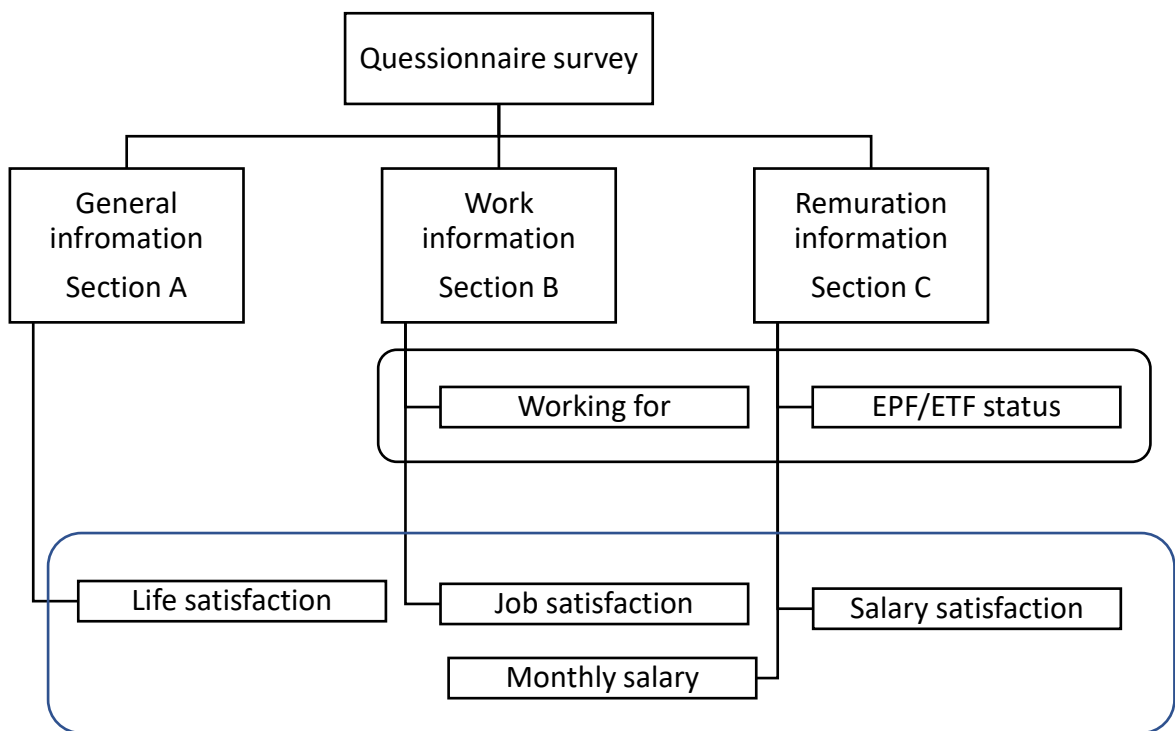 Quessionnaire survey
General
infromation
Section A
Work
information
Section B
Remuration
information
Section C
Working for
EPF/ETF status
Life satisfaction
Job satisfaction
Salary satisfaction
Monthly salary